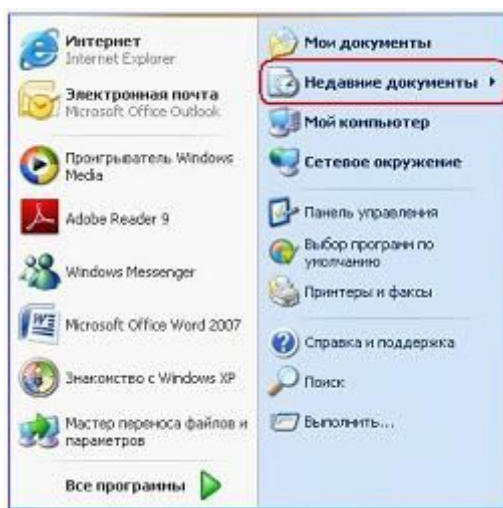 Интернет
Internet Explorer
Электронная почта
Microsoft Office Outlook
Проигрыватель Windows
Media
Adobe Reader 9
Windows Messenger
Microsoft Office Word 2007
Знакомство с Windows XP
Мастер переноса файлов и
параметров
Все программы
Мои документы
Недавние документы
Мой компьютер
Сетевое окружение
Панель управления
Выбор программ по
умолчанию
Принтеры и факсы
Справка и поддержка
Поиск
Выполнить...